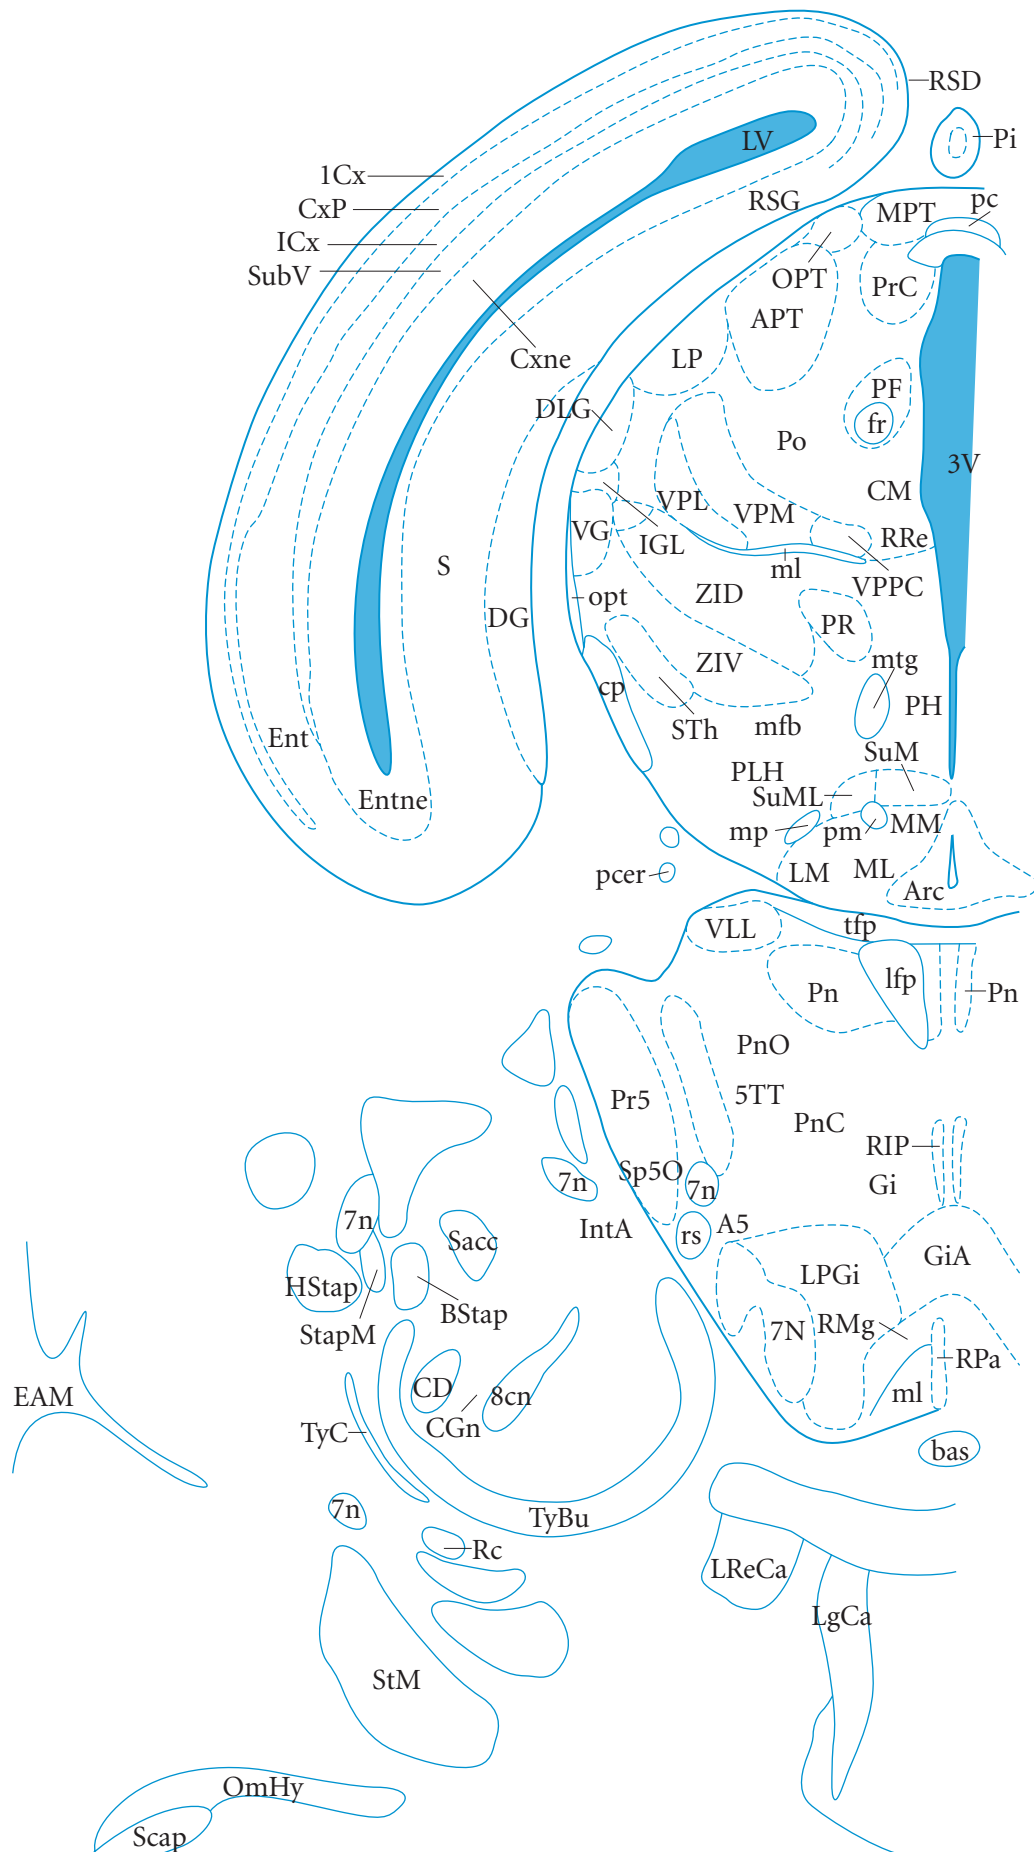 RSD
LV
Pi
1Cx
RSG
pc
CxP
MPT
ICx
SubV
OPT
PrC
APT
Cxne
LP
PF
DLG
fr
Po
3V
CM
VPL
VPM
VG
IGL
RRe
S
ml
VPPC
opt
ZID
DG
PR
ZIV
mtg
cp
PH
STh
mfb
Ent
SuM
PLH
Entne
SuML
mp
pm
MM
pcer
LM
ML
Arc
VLL
tfp
Pn
lfp
Pn
PnO
Pr5
5TT
PnC
RIP
Sp5O
7n
7n
Gi
7n
IntA
rs
A5
Sacc
GiA
HStap
LPGi
BStap
StapM
7N
RMg
RPa
EAM
CD
8cn
ml
TyC
CGn
bas
7n
TyBu
Rc
LReCa
LgCa
StM
OmHy
Scap